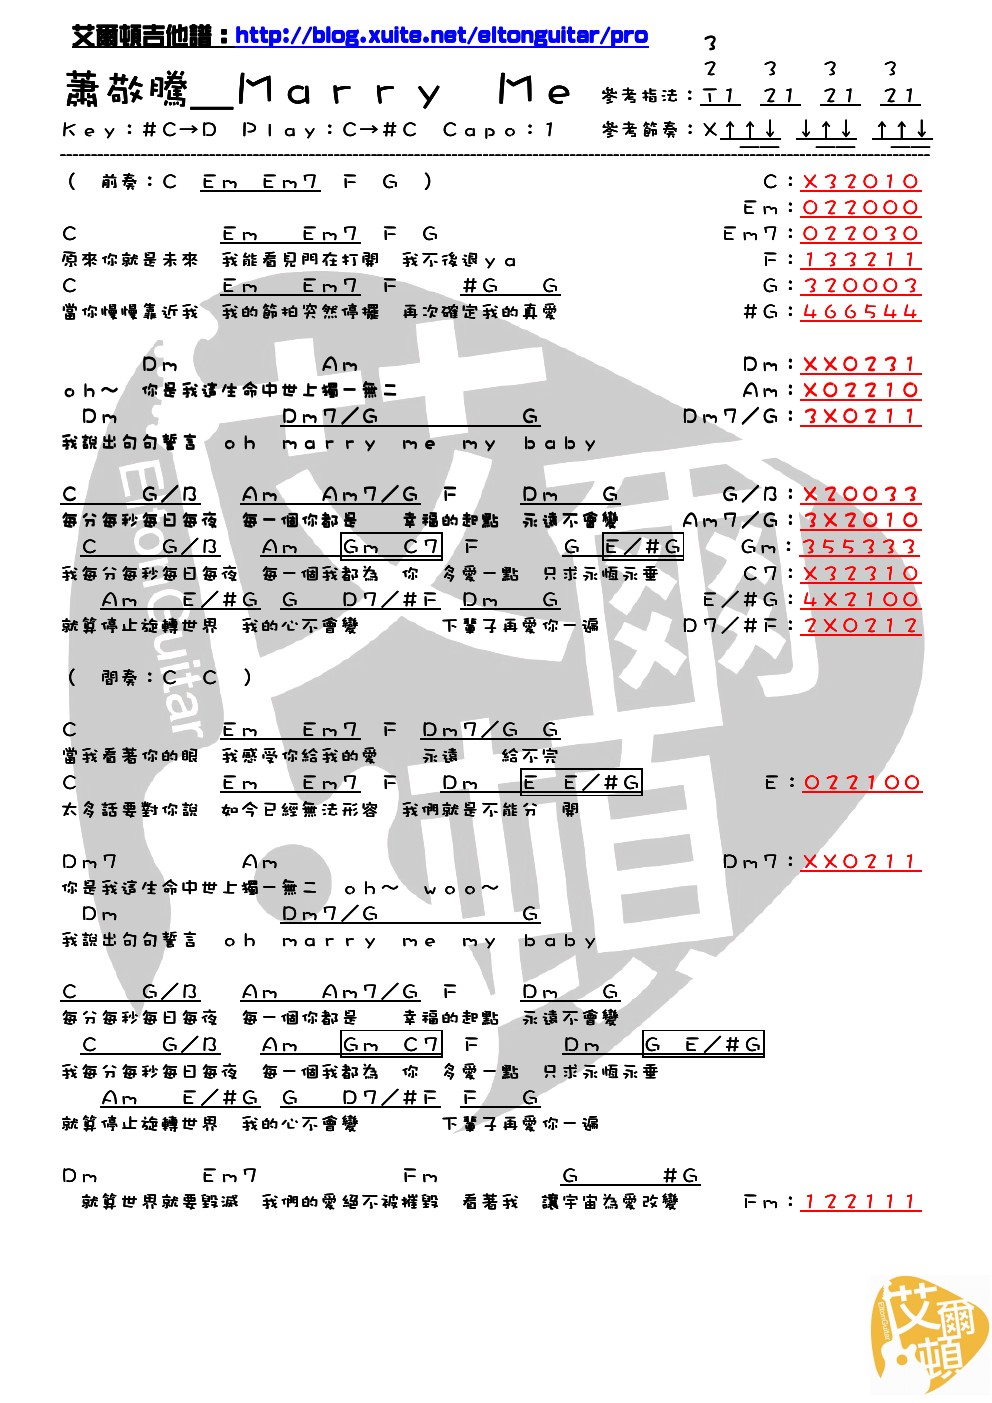 艾爾頓吉他譜：http://blog.xuite.net/eltonguitar/pro
3
2 3 3 3
蕭敬騰__Marry Me 參考指法：T1 21 21 21
Key：#C→D Play：C→#C Capo：1 參考節奏：X↑↑↓ ↓↑↓ ↑↑↓
( 前奏：C Em Em7 F G ) C：X32010
Em：022000
C Em Em7 F G Em7：022030
原來你就是未來 我能看見門在打開 我不後退ya F：133211
C Em Em7 F #G G G：320003
當你慢慢靠近我 我的節拍突然停擺 再次確定我的真愛 #G：466544
Dm Am Dm：XX0231
oh～ 你是我這生命中世上獨一無二 Am：X02210
Dm Dm7/G G Dm7/G：3X0211
我說出句句誓言 oh marry me my baby
C G/B Am Am7/G F Dm G G/B：X20033
每分每秒每日每夜 每一個你都是 幸福的起點 永遠不會變 Am7/G：3X2010
C G/B Am Gm C7 F G E/#G Gm：355333
我每分每秒每日每夜 每一個我都為 你 多愛一點 只求永恆永垂 C7：X32310
Am E/#G G D7/#F Dm G E/#G：4X2100
就算停止旋轉世界 我的心不會變 下輩子再愛你一遍 D7/#F：2X0212
( 間奏：C C )
C Em Em7 F Dm7/G G
當我看著你的眼 我感受你給我的愛 永遠 給不完
C Em Em7 F Dm E E/#G E：022100
太多話要對你說 如今已經無法形容 我們就是不能分 開
Dm7 Am Dm7：XX0211
你是我這生命中世上獨一無二 oh～ woo～
Dm Dm7/G G
我說出句句誓言 oh marry me my baby
C G/B Am Am7/G F Dm G
每分每秒每日每夜 每一個你都是 幸福的起點 永遠不會變
C G/B Am Gm C7 F Dm G E/#G
我每分每秒每日每夜 每一個我都為 你 多愛一點 只求永恆永垂
Am E/#G G D7/#F F G
就算停止旋轉世界 我的心不會變 下輩子再愛你一遍
Dm Em7 Fm G #G
就算世界就要毀滅 我們的愛絕不被摧毀 看著我 讓宇宙為愛改變 Fm：122111
艾爾頓
EltonGuitar
艾爾頓
EltonGuitar